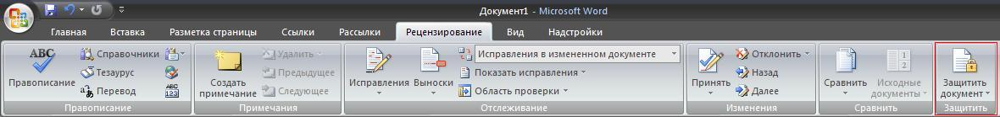 Документ1 - Microsoft Word
Главная Вставка Разметка страницы Ссылки Рассылки Рецензирование Вид Надстройки
ABC
Правописание
Справочники
Тезаурус
Перевод
ABC
123
Правописание
Создать
примечание
Удалить
Предыдущее
Следующее
Примечания
Исправления
Выноски
Исправления в измененном документе
Показать исправления
Область проверки
Отслеживание
Принять
Отклонить
Назад
Далее
Изменения
Сравнить
1
2
Исходные
документы
Сравнить
Защитить
документ
Защитить